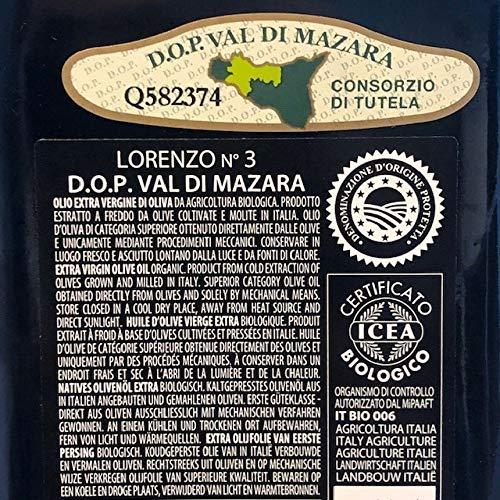 D.O.P. VAL DI MAZARA
Q582374
CONSORZIO
DI TUTELA
LORENZO N° 3
D.O.P. VAL DI MAZARA
OLIO EXTRA VERGINE DI OLIVA DA AGRICOLTURA BIOLOGICA. PRODOTTO
ESTRATTO A FREDDO DA OLIVE COLTIVATE E MOLITE IN ITALIA. OLIO
D'OLIVA DI CATEGORIA SUPERIORE OTTENUTO DIRETTAMENTE DALLE OLIVE
E UNICAMENTE MEDIANTE PROCEDIMENTI MECCANICI. CONSERVARE IN
LUOGO FRESCO E ASCIUTTO LONTANO DALLA LUCE E DA FONTI DI CALORE.
EXTRA VIRGIN OLIVE OIL ORGANIC. PRODUCT FROM COLD EXTRACTION OF
OLIVES GROWN AND MILLED IN ITALY. SUPERIOR CATEGORY OLIVE OIL
OBTAINED DIRECTLY FROM OLIVES AND SOLELY BY MECHANICAL MEANS.
STORE CLOSED IN A COOL DRY PLACE, AWAY FROM HEAT SOURCE AND
DIRECT SUNLIGHT. HUILE D'OLIVE VIERGE EXTRA BIOLOGIQUE. PRODUIT
EXTRAIT À FROID À BASE D'OLIVES CULTIVÉES ET PRESSÉES EN ITALIE. HUILE
D'OLIVE DE CATÉGORIE SUPÉRIEURE OBTENUE DIRECTEMENT DES OLIVES ET
UNIQUEMENT PAR DES PROCÉDÉS MÉCANIQUES. À CONSERVER DANS UN
ENDROIT FRAIS ET SEC À L'ABRI DE LA LUMIÈRE ET DE LA CHALEUR.
NATIVES OLIVENÖL EXTRA BIOLOGISCH. KALTGEPRESSTES OLIVENÖL AUS
IN ITALIEN ANGEBAUTEN UND GEMAHLENEN OLIVEN. ERSTE GÜTEKLASSE-
DIREKT AUS OLIVEN AUSSCHLIESSLICH MIT MECHANISCHEN VERFAHREN
GEWONNEN. AN EINEM KÜHLEN UND TROCKENEN ORT AUFBEWAHREN,
FERN VON LICHT UND WÄRMEQUELLEN. EXTRA OLIJFOLIE VAN EERSTE
PERSING BIOLOGISCH. KOUDGEPERSTE OLIE VAN IN ITALIË VERBOUWDE
EN VERMALEN OLIJVEN. RECHTSTREEKS UIT OLIJVEN EN OP MECHANISCHE
WIJZE VERKREGEN OLIJFOLIE VAN SUPERIEURE KWALITEIT. BEWAREN OP
EEN KOELE EN DROGE PLAATS, VERWIJDERD VAN LICHT EN WARMTEBRONNEN.
DENOMINAZIONE D'ORIGINE PROTETTA
CERTIFICATO
ICEA
BIOLOGICO
ORGANISMO DI CONTROLLO
AUTORIZZATO DAL MiPAAFT
IT BIO 006
AGRICOLTURA ITALIA
ITALY AGRICULTURE
AGRICULTURE ITALIE
LANDWIRTSCHAFT ITALIEN
LANDBOUW ITALIË